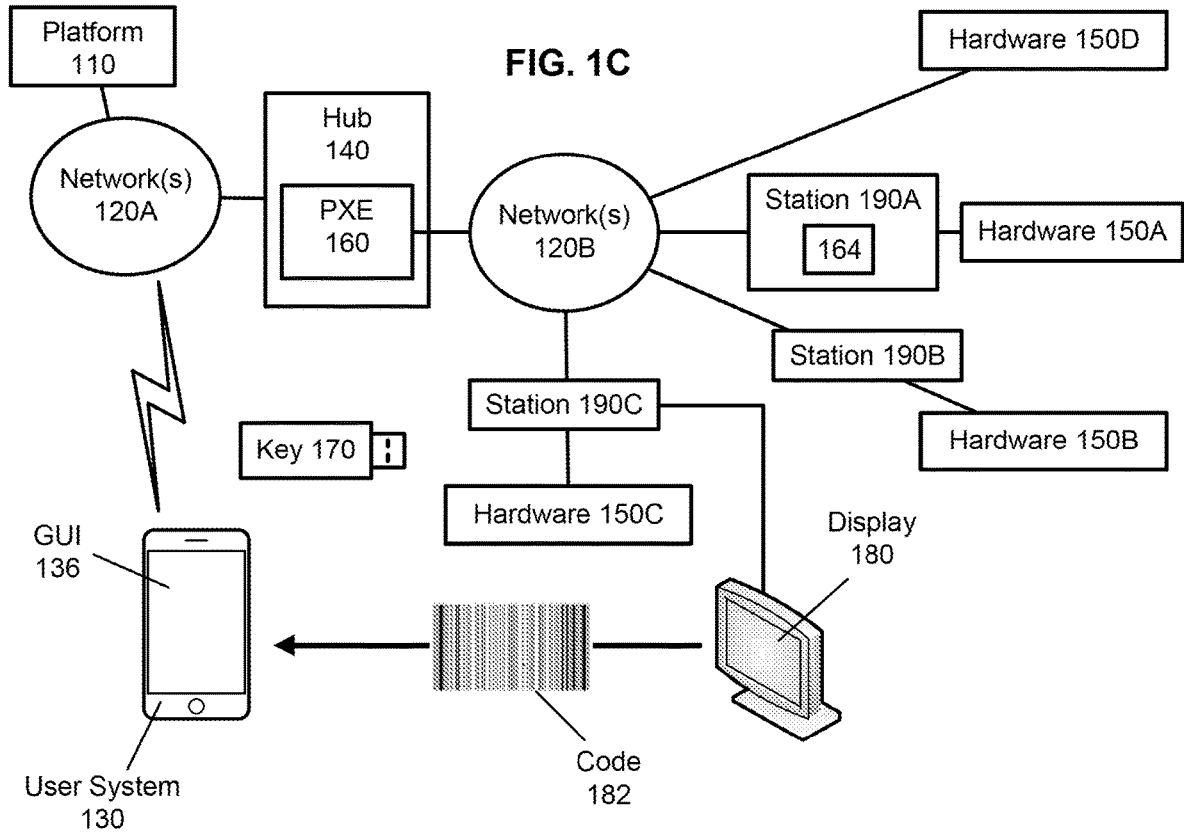 Platform
110
FIG. 1C
Hardware 150D
Hub
140
Network(s)
120A
PXE
160
Network(s)
120B
Station 190A
164
Hardware 150A
Station 190B
Station 190C
Hardware 150B
Key 170
Hardware 150C
GUI
136
Display
180
Code
182
User System
130